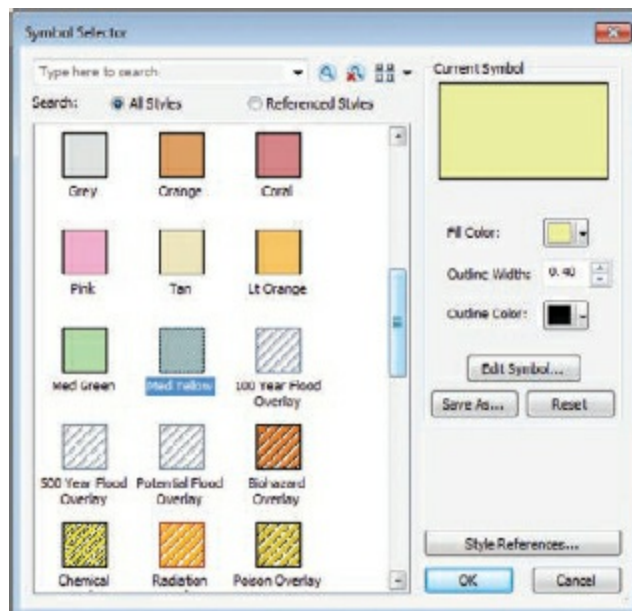 Symbol Selector
Type here to search
Search: All Styles Referenced Styles
Grey Orange Coral
Pink Tan Lt Orange
Med Green Med Yellow 100 Year Flood
Overlay
500 Year Flood Potential Flood Biohazard
Overlay Overlay Overlay
Chemical Radiation Poison Overlay
Current Symbol
Fill Color:
Outline Width: 0.40
Outline Color:
Edit Symbol...
Save As... Reset
Style References...
OK Cancel